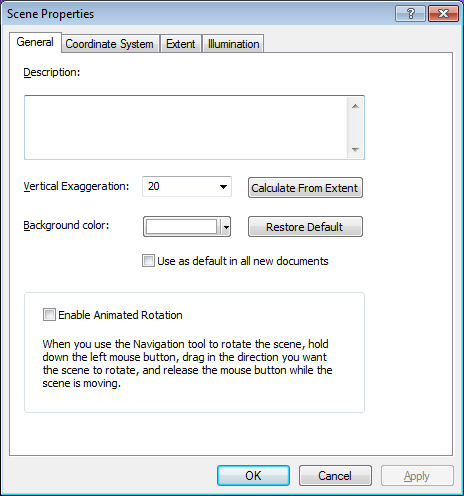 Scene Properties
General
Coordinate System
Extent
Illumination
Description:
Vertical Exaggeration:
20
Calculate From Extent
Background color:
Restore Default
Use as default in all new documents
Enable Animated Rotation
When you use the Navigation tool to rotate the scene, hold
down the left mouse button, drag in the direction you want
the scene to rotate, and release the mouse button while the
scene is moving.
OK
Cancel
Apply